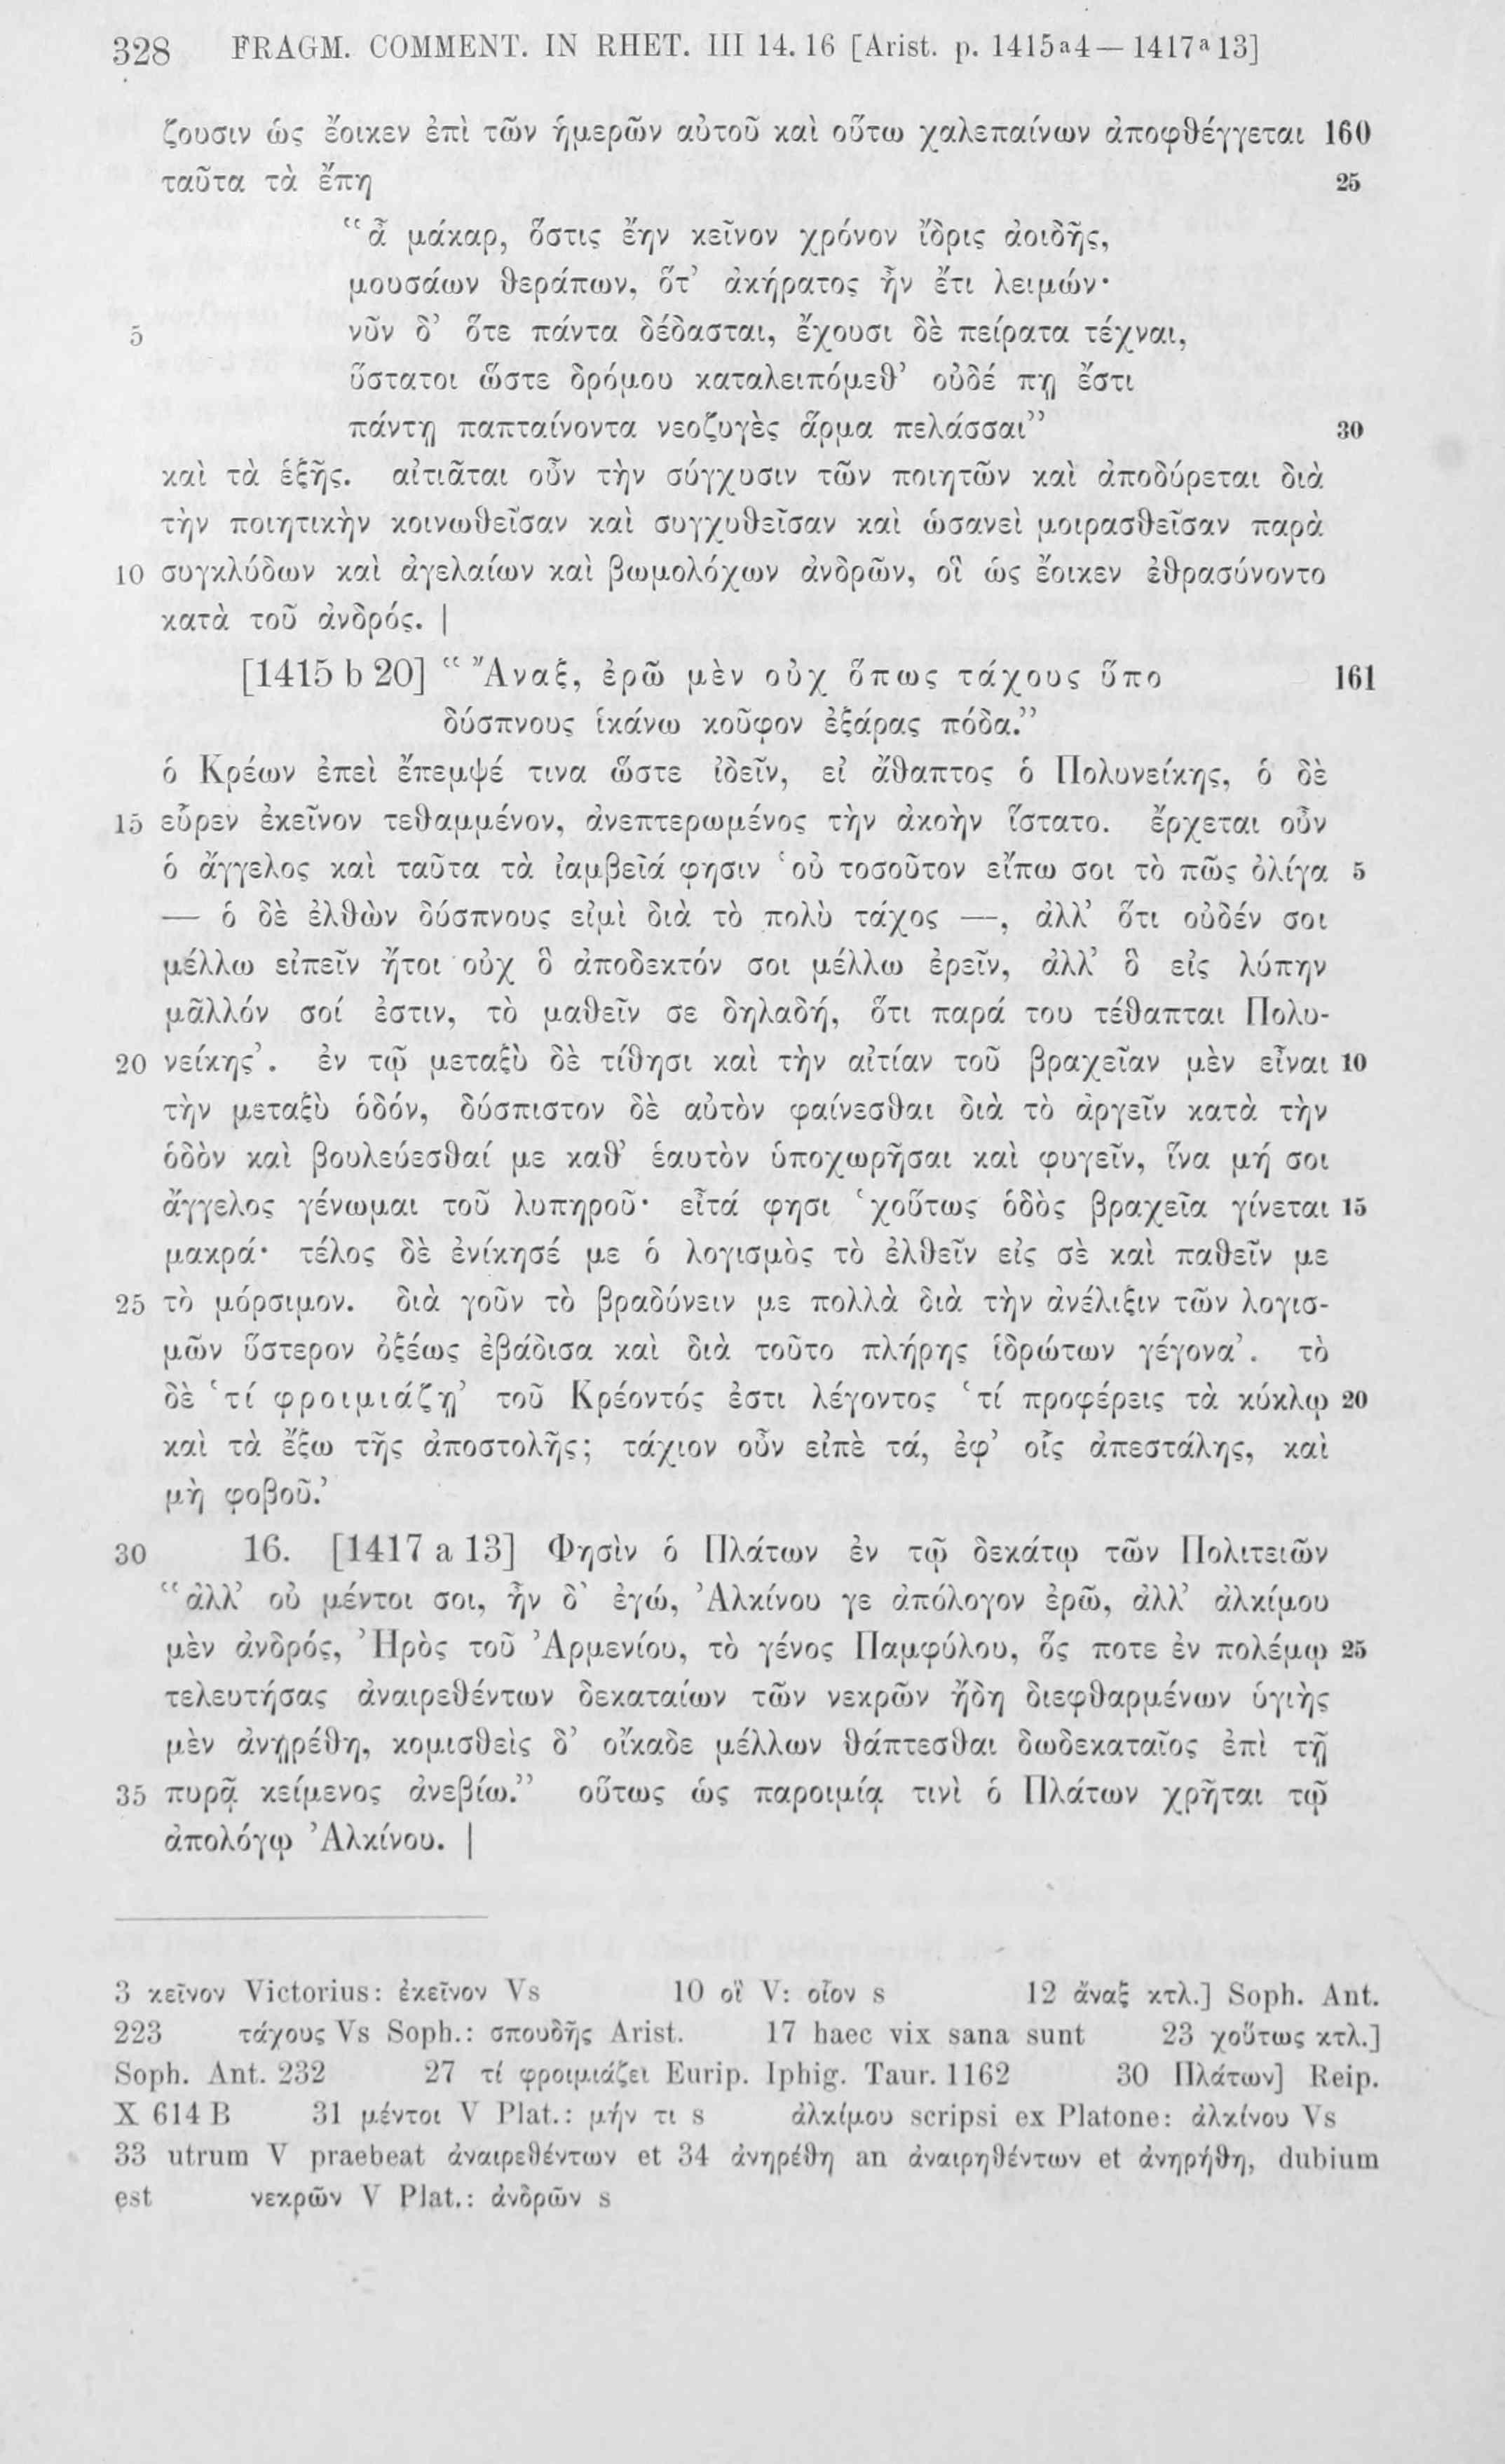 328 FRAGM. COMMENT. IN RHET. III 14. 16 [Arist. p. 1415a4 — 1417a13]
ζουσιν ὡς ἔοικεν ἐπὶ τῶν ἡμερῶν αὐτοῦ καὶ οὕτω χαλεπαίνων ἀποφθέγγεται 160
ταῦτα τὰ ἔπη 25
“ἆ μάκαρ, ὅστις ἔην κεῖνον χρόνον ἴδρις ἀοιδῆς,
μουσάων θεράπων, ὅτ’ ἀκήρατος ἦν ἔτι λειμών·
5 νῦν δ’ ὅτε πάντα δέδασται, ἔχουσι δὲ πείρατα τέχναι,
ὕστατοι ὥστε δρόμου καταλειπόμεθ’ οὐδέ πῃ ἔστι
πάντῃ παπταίνοντα νεοζυγὲς ἅρμα πελάσσαι” 30
καὶ τὰ ἑξῆς. αἰτιᾶται οὖν τὴν σύγχυσιν τῶν ποιητῶν καὶ ἀποδύρεται διὰ
τὴν ποιητικὴν κοινωθεῖσαν καὶ συγχυθεῖσαν καὶ ὡσανεὶ μοιρασθεῖσαν παρὰ
10 συγκλύδων καὶ ἀγελαίων καὶ βωμολόχων ἀνδρῶν, οἳ ὡς ἔοικεν ἐθρασύνοντο
κατὰ τοῦ ἀνδρός. |
[1415 b 20] “Ἄναξ, ἐρῶ μὲν οὐχ ὅπως τάχους ὕπο 161
δύσπνους ἱκάνω κοῦφον ἐξάρας πόδα.”
ὁ Κρέων ἐπεὶ ἔπεμψέ τινα ὥστε ἰδεῖν, εἰ ἄθαπτος ὁ Πολυνείκης, ὁ δὲ
15 εὗρεν ἐκεῖνον τεθαμμένον, ἀνεπτερωμένος τὴν ἀκοὴν ἵστατο. ἔρχεται οὖν
ὁ ἄγγελος καὶ ταῦτα τὰ ἰαμβεῖά φησιν ‘οὐ τοσοῦτον εἴπω σοι τὸ πῶς ὀλίγα 5
— ὁ δὲ ἐλθὼν δύσπνους εἰμὶ διὰ τὸ πολὺ τάχος —, ἀλλ’ ὅτι οὐδέν σοι
μέλλω εἰπεῖν ἤτοι οὐχ ὃ ἀποδεκτόν σοι μέλλω ἐρεῖν, ἀλλ’ ὃ εἰς λύπην
μᾶλλόν σοί ἐστιν, τὸ μαθεῖν σε δηλαδή, ὅτι παρά του τέθαπται Πολυ-
20 νείκης’. ἐν τῷ μεταξὺ δὲ τίθησι καὶ τὴν αἰτίαν τοῦ βραχεῖαν μὲν εἶναι 10
τὴν μεταξὺ ὁδόν, δύσπιστον δὲ αὐτὸν φαίνεσθαι διὰ τὸ ἀργεῖν κατὰ τὴν
ὁδὸν καὶ βουλεύεσθαί με καθ’ ἑαυτὸν ὑποχωρῆσαι καὶ φυγεῖν, ἵνα μή σοι
ἄγγελος γένωμαι τοῦ λυπηροῦ· εἶτά φησι ‘χοὕτως ὁδὸς βραχεῖα γίνεται 15
μακρά· τέλος δὲ ἐνίκησέ με ὁ λογισμὸς τὸ ἐλθεῖν εἰς σὲ καὶ παθεῖν με
25 τὸ μόρσιμον. διὰ γοῦν τὸ βραδύνειν με πολλὰ διὰ τὴν ἀνέλιξιν τῶν λογισ-
μῶν ὕστερον ὀξέως ἐβάδισα καὶ διὰ τοῦτο πλήρης ἱδρώτων γέγονα’. τὸ
δὲ ‘τί φροιμιάζῃ’ τοῦ Κρέοντός ἐστι λέγοντος ‘τί προφέρεις τὰ κύκλῳ 20
καὶ τὰ ἔξω τῆς ἀποστολῆς; τάχιον οὖν εἰπὲ τά, ἐφ’ οἷς ἀπεστάλης, καὶ
μὴ φοβοῦ.’
30 16. [1417 a 13] Φησὶν ὁ Πλάτων ἐν τῷ δεκάτῳ τῶν Πολιτειῶν
“ἀλλ’ οὐ μέντοι σοι, ἦν δ’ ἐγώ, Ἀλκίνου γε ἀπόλογον ἐρῶ, ἀλλ’ ἀλκίμου
μὲν ἀνδρός, Ἠρὸς τοῦ Ἀρμενίου, τὸ γένος Παμφύλου, ὅς ποτε ἐν πολέμῳ 25
τελευτήσας ἀναιρεθέντων δεκαταίων τῶν νεκρῶν ἤδη διεφθαρμένων ὑγιὴς
μὲν ἀνῃρέθη, κομισθεὶς δ’ οἴκαδε μέλλων θάπτεσθαι δωδεκαταῖος ἐπὶ τῇ
35 πυρᾷ κείμενος ἀνεβίω.” οὕτως ὡς παροιμίᾳ τινὶ ὁ Πλάτων χρῆται τῷ
ἀπολόγῳ Ἀλκίνου. |
3 κεῖνον Victorius: ἐκεῖνον Vs 10 οἳ V: οἷον s 12 ἄναξ κτλ.] Soph. Ant.
223 τάχους Vs Soph.: σπουδῆς Arist. 17 haec vix sana sunt 23 χοὕτως κτλ.]
Soph. Ant. 232 27 τί φροιμιάζει Eurip. Iphig. Taur. 1162 30 Πλάτων] Reip.
X 614 B 31 μέντοι V Plat.: μήν τι s ἀλκίμου scripsi ex Platone: ἀλκίνου Vs
33 utrum V praebeat ἀναιρεθέντων et 34 ἀνῃρέθη an ἀναιρηθέντων et ἀνηρήθη, dubium
est νεκρῶν V Plat.: ἀνδρῶν s